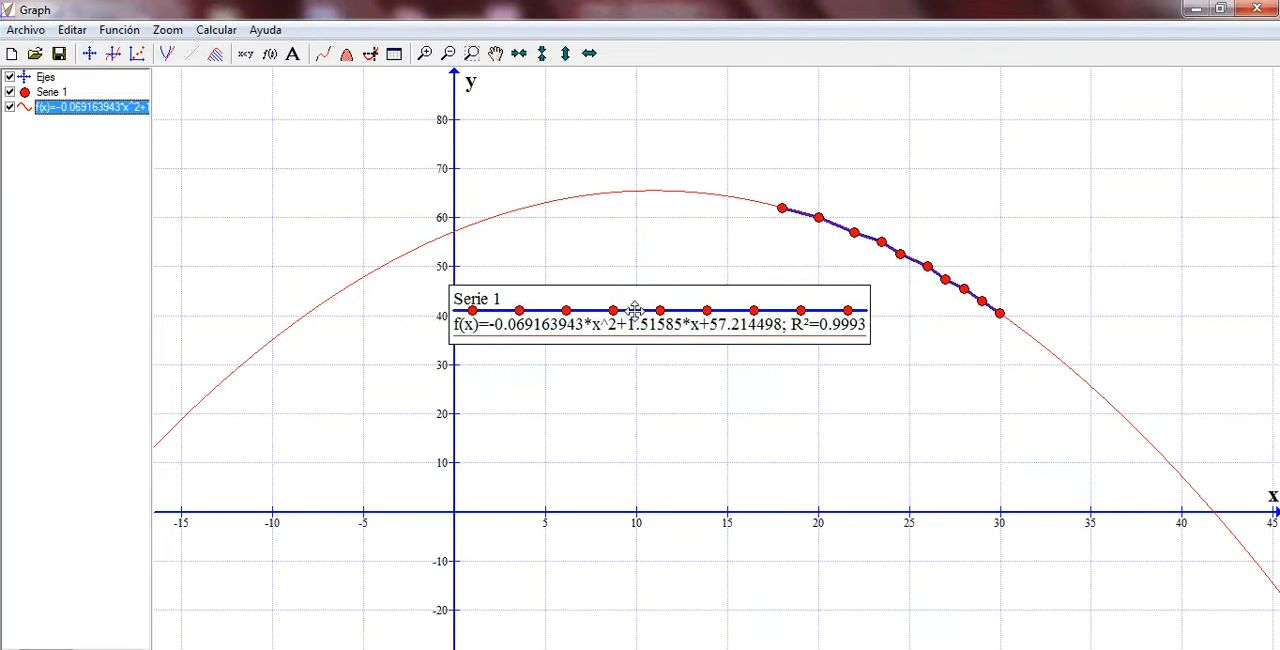 Graph
Archivo Editar Función Zoom Calcular Ayuda
x=y f(x) A
Ejes
Serie 1
f(x)=-0.069163943*x^2+1
y
80
70
60
50
40
30
20
10
-10
-20
Serie 1
f(x)=-0.069163943*x^2+1.51585*x+57.214498; R²=0.9993
x
-15 -10 -5 5 10 15 20 25 30 35 40 45